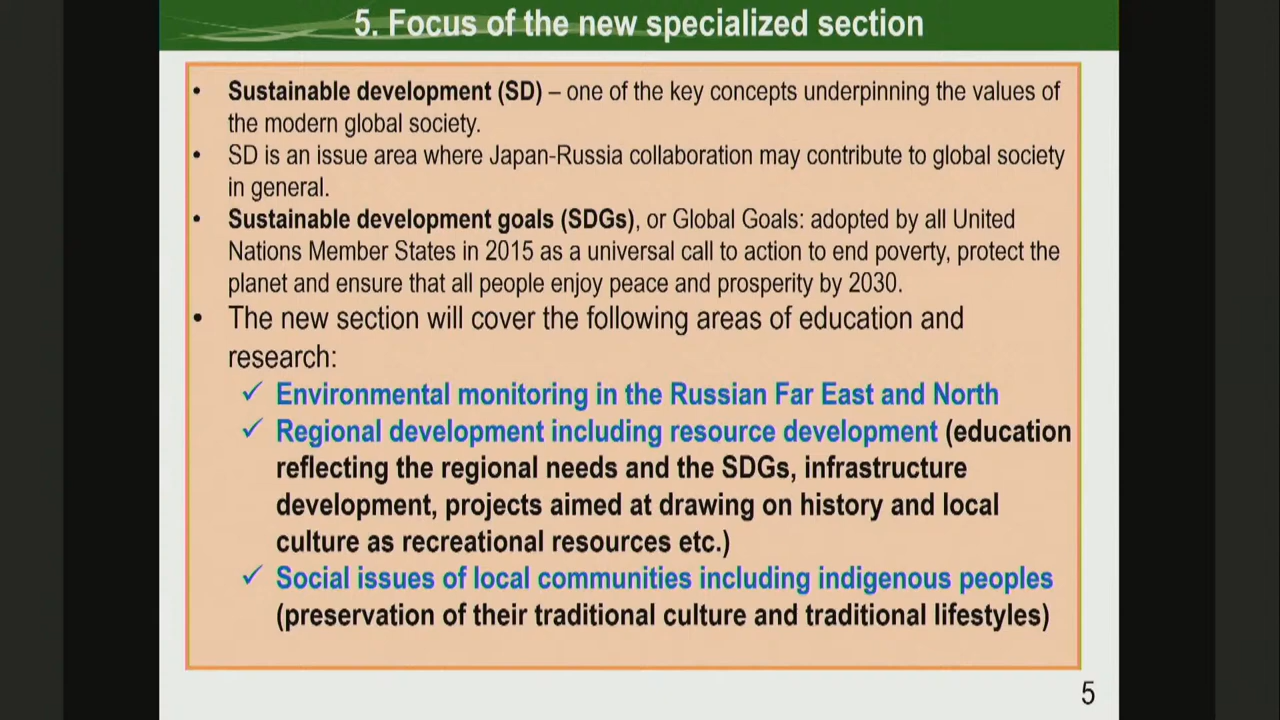 5. Focus of the new specialized section
• Sustainable development (SD) – one of the key concepts underpinning the values of
the modern global society.
• SD is an issue area where Japan-Russia collaboration may contribute to global society
in general.
• Sustainable development goals (SDGs), or Global Goals: adopted by all United
Nations Member States in 2015 as a universal call to action to end poverty, protect the
planet and ensure that all people enjoy peace and prosperity by 2030.
• The new section will cover the following areas of education and
research:
✓ Environmental monitoring in the Russian Far East and North
✓ Regional development including resource development (education
reflecting the regional needs and the SDGs, infrastructure
development, projects aimed at drawing on history and local
culture as recreational resources etc.)
✓ Social issues of local communities including indigenous peoples
(preservation of their traditional culture and traditional lifestyles)
5